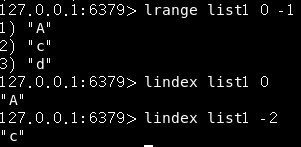 127.0.0.1:6379> lrange list1 0 -1
1) "A"
2) "c"
3) "d"
127.0.0.1:6379> lindex list1 0
"A"
127.0.0.1:6379> lindex list1 -2
"c"